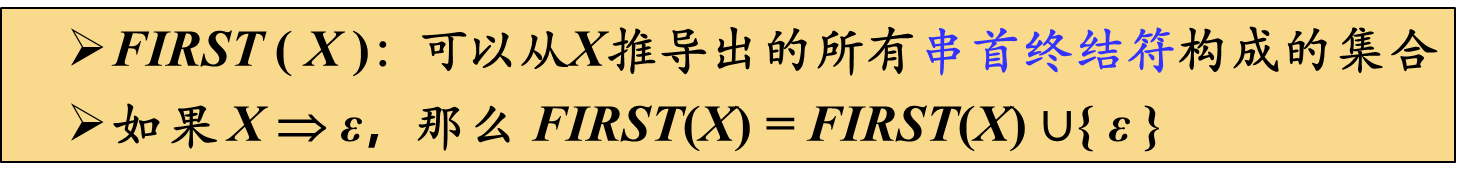 ➢FIRST ( X ): 可以从X推导出的所有串首终结符构成的集合
➢如果 X ⇒ ε, 那么 FIRST(X) = FIRST(X) ∪{ ε }